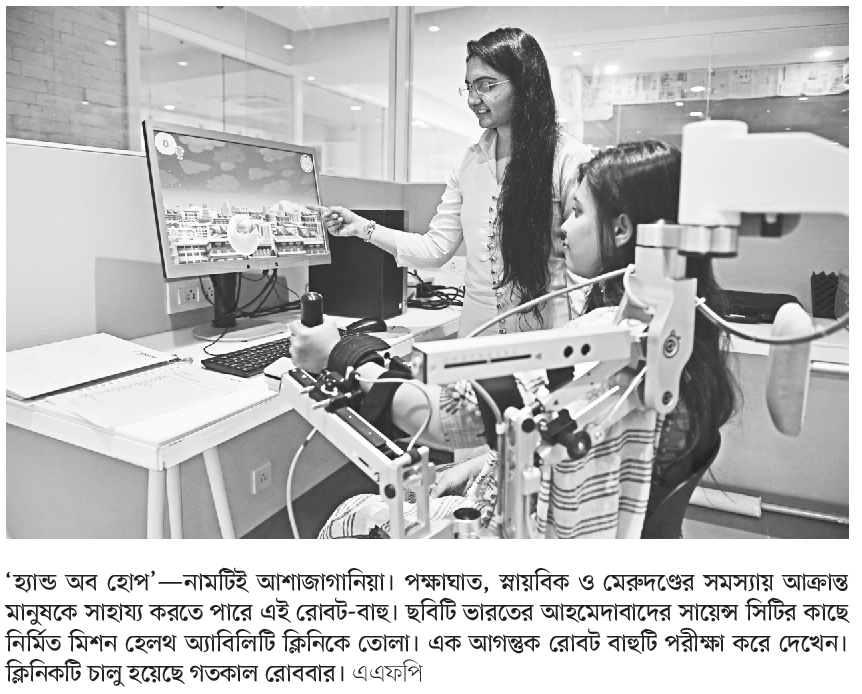 ‘হ্যান্ড অব হোপ’—নামটিই আশাজাগানিয়া। পক্ষাঘাত, স্নায়বিক ও মেরুদণ্ডের সমস্যায় আক্রান্ত
মানুষকে সাহায্য করতে পারে এই রোবট-বাহু। ছবিটি ভারতের আহমেদাবাদের সায়েন্স সিটির কাছে
নির্মিত মিশন হেলথ অ্যাবিলিটি ক্লিনিকে তোলা। এক আগন্তুক রোবট বাহুটি পরীক্ষা করে দেখেন।
ক্লিনিকটি চালু হয়েছে গতকাল রোববার। এএফপি